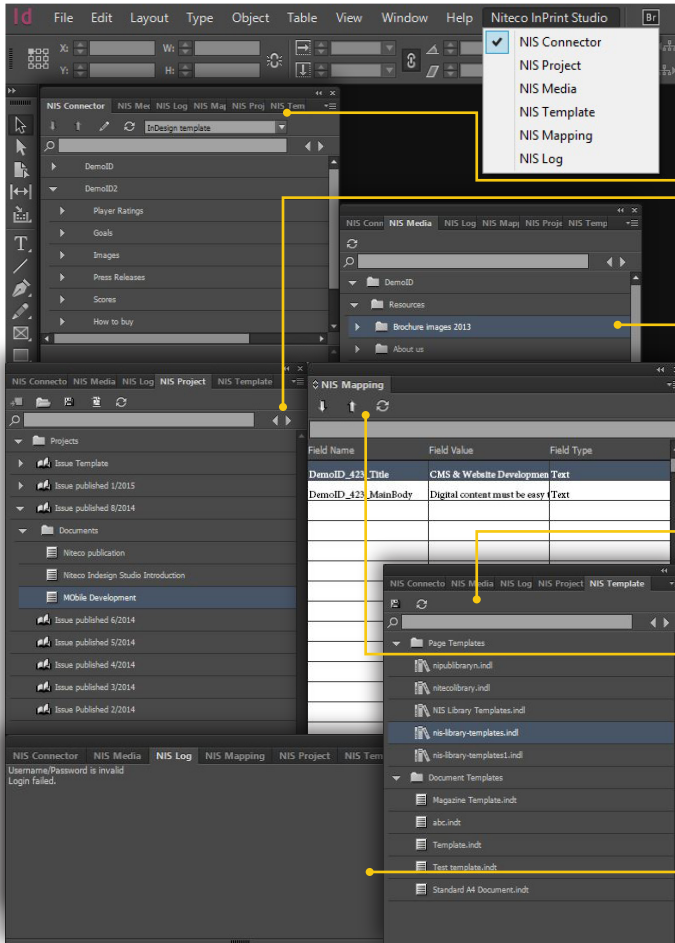 Id File Edit Layout Type Object Table View Window Help Niteco InPrint Studio Br
X: W:
Y: H:
NIS Connector
NIS Project
NIS Media
NIS Template
NIS Mapping
NIS Log
NIS Connector NIS Med NIS Log NIS Map NIS Proj NIS Tem
InDesign template
DemoID
DemoID2
Player Ratings
Goals
Images
Press Releases
Scores
How to buy
NIS Conn NIS Media NIS Log NIS Mapp NIS Proje NIS Temp
DemoID
Resources
Brochure images 2013
About us
NIS Connecto NIS Media NIS Log NIS Project NIS Template
Projects
Issue Template
Issue published 1/2015
Issue published 8/2014
Documents
Niteco publication
Niteco Indesign Studio Introduction
MObile Development
Issue published 6/2014
Issue published 5/2014
Issue published 4/2014
Issue published 3/2014
Issue Published 2/2014
NIS Mapping
Field Name Field Value Field Type
DemoID_423_Title CMS & Website Developmen Text
DemoID_423_MainBody Digital content must be easy t Text
NIS Connecto NIS Media NIS Log NIS Project NIS Template
Page Templates
nipublibraryn.indl
nitecolibrary.indl
NIS Library Templates.indl
nis-library-templates.indl
nis-library-templates1.indl
Document Templates
Magazine Template.indt
abc.indt
Template.indt
Test template.indt
Standard A4 Document.indt
NIS Connector NIS Media NIS Log NIS Mapping NIS Project NIS Tem
Username/Password is invalid
Login failed.